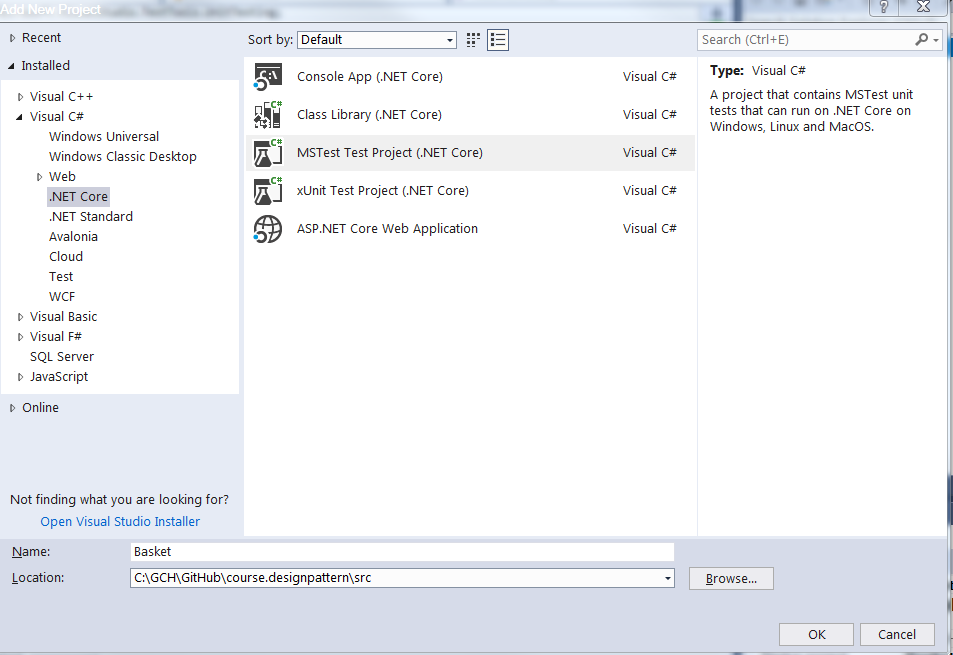 Add New Project
Recent
Installed
Visual C++
Visual C#
Windows Universal
Windows Classic Desktop
Web
.NET Core
.NET Standard
Avalonia
Cloud
Test
WCF
Visual Basic
Visual F#
SQL Server
JavaScript
Online
Not finding what you are looking for?
Open Visual Studio Installer
Sort by: Default
Console App (.NET Core) Visual C#
Class Library (.NET Core) Visual C#
MSTest Test Project (.NET Core) Visual C#
xUnit Test Project (.NET Core) Visual C#
ASP.NET Core Web Application Visual C#
Search (Ctrl+E)
Type: Visual C#
A project that contains MSTest unit
tests that can run on .NET Core on
Windows, Linux and MacOS.
Name: Basket
Location: C:\GCH\GitHub\course.designpattern\src
Browse...
OK Cancel